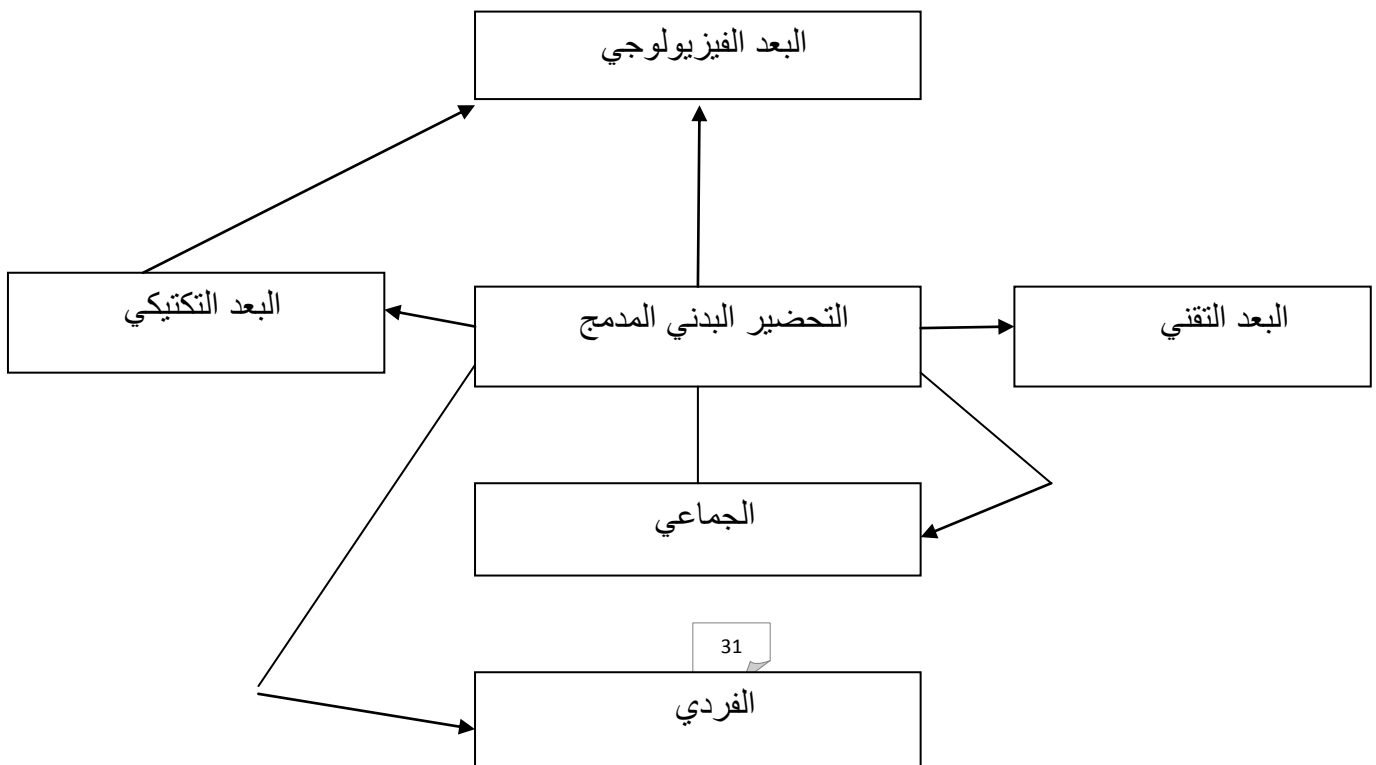 البعد الفيزيولوجي
البعد التقني
التحضير البدني المدمج
البعد التكتيكي
الجماعي
31
الفردي